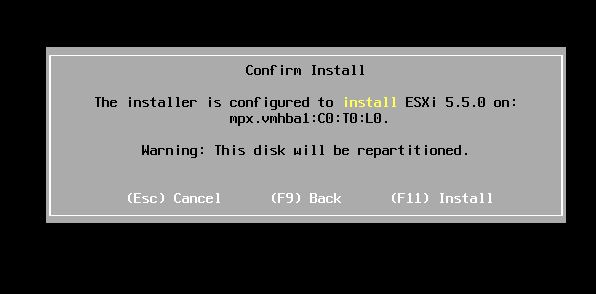 Confirm Install
The installer is configured to install ESXi 5.5.0 on:
mpx.vmhba1:C0:T0:L0.
Warning: This disk will be repartitioned.
(Esc) Cancel (F9) Back (F11) Install